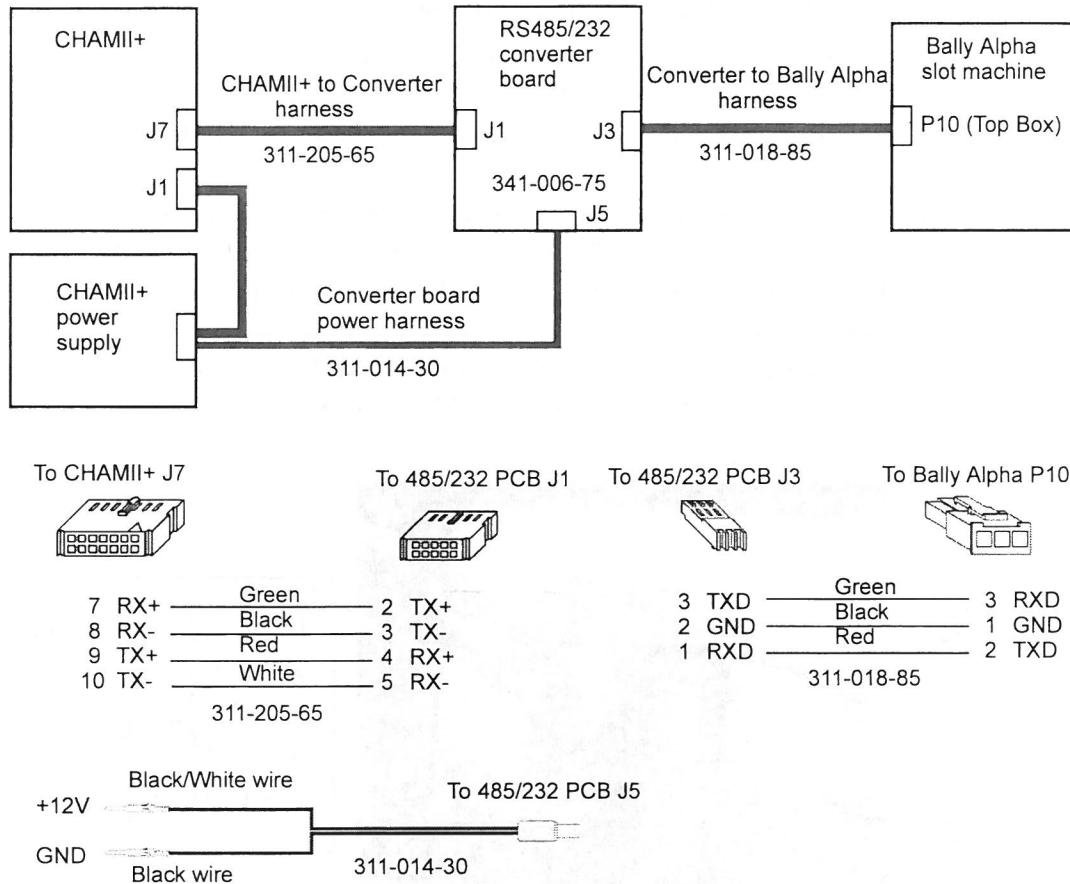 CHAMII+
J7
J1
CHAMII+ to Converter
harness
311-205-65
RS485/232
converter
board
J1
J3
341-006-75
J5
Converter to Bally Alpha
harness
311-018-85
Bally Alpha
slot machine
P10 (Top Box)
CHAMII+
power
supply
Converter board
power harness
311-014-30
To CHAMII+ J7
To 485/232 PCB J1
7 RX+ Green 2 TX+
8 RX- Black 3 TX-
9 TX+ Red 4 RX+
10 TX- White 5 RX-
311-205-65
To 485/232 PCB J3
To Bally Alpha P10
3 TXD Green 3 RXD
2 GND Black 1 GND
1 RXD Red 2 TXD
311-018-85
Black/White wire
+12V
To 485/232 PCB J5
GND
Black wire
311-014-30